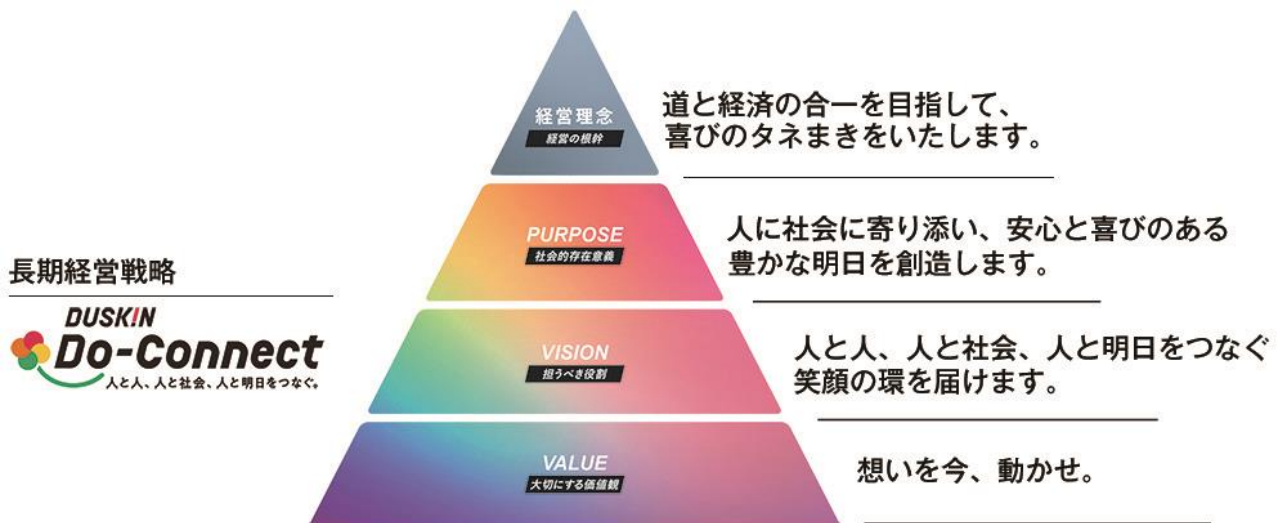 経営理念
経営の根幹
道と経済の合一を目指して、
喜びのタネまきをいたします。
PURPOSE
社会的存在意義
人に社会に寄り添い、安心と喜びのある
豊かな明日を創造します。
長期経営戦略
DUSKIN
Do-Connect
人と人、人と社会、人と明日をつなぐ。
VISION
担うべき役割
人と人、人と社会、人と明日をつなぐ
笑顔の環を届けます。
VALUE
大切にする価値観
想いを今、動かせ。